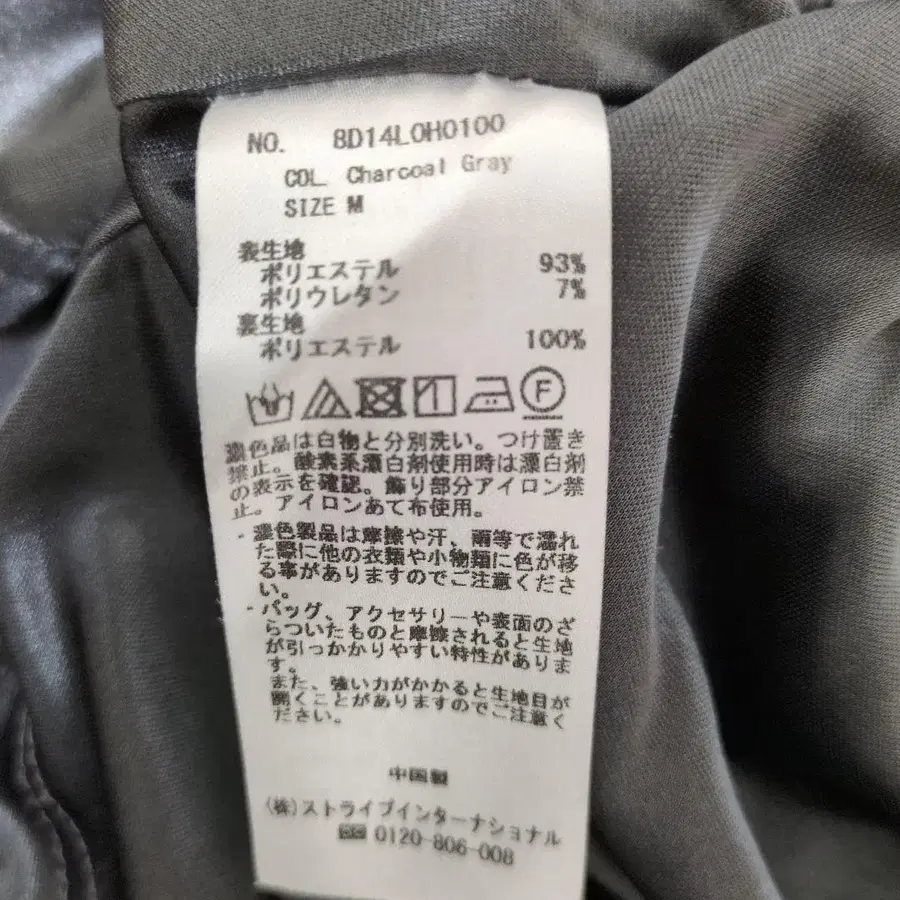 NO. 8D14L0H0100
COL Charcoal Gray
SIZE M
表生地
ポリエステル 93%
ポリウレタン 7%
裏生地
ポリエステル 100%
F
濃色品は白物と分別洗い。つけ置き
禁止。酸素系漂白剤使用時は漂白剤
の表示を確認。飾り部分アイロン禁
止。アイロンあて布使用。
・濃色製品は摩擦や汗、雨等で濡れ
た際に他の衣類や小物類に色が移
る事がありますのでご注意くださ
い。
・バッグ、アクセサリーや表面のざ
らついたものと摩擦されると生地
が引っかかりやすい特性がありま
す。
また、強い力がかかると生地目が
開くことがありますのでご注意く
ださい。
中国製
(株)ストライプインターナショナル
0120-806-008